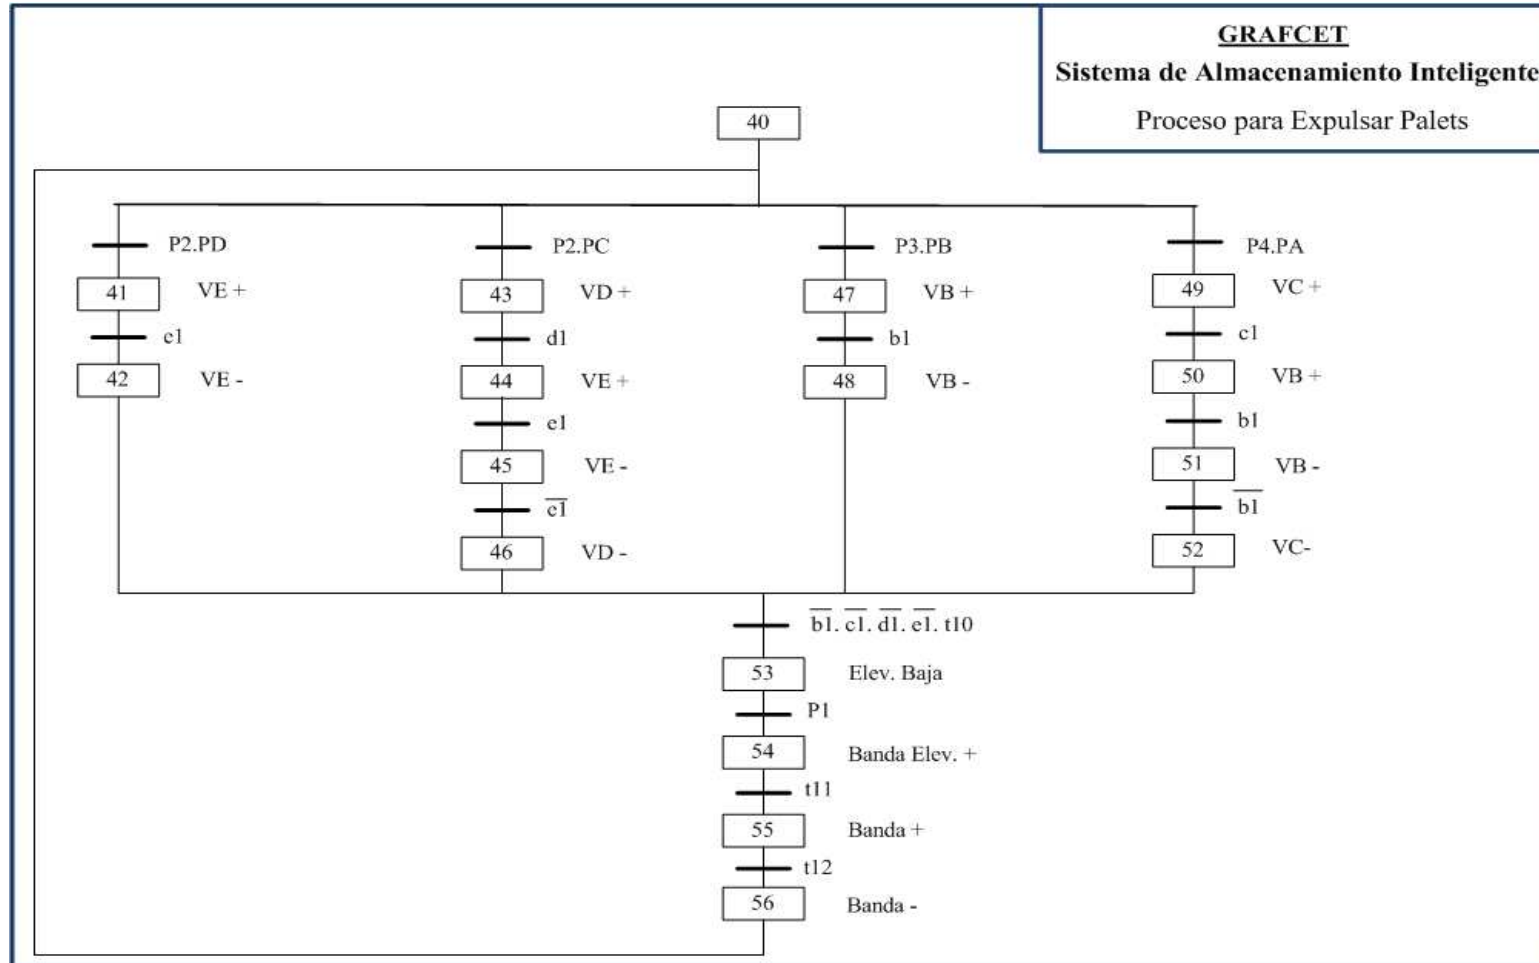 GRAFCET
Sistema de Almacenamiento Inteligente
Proceso para Expulsar Palets
40
P2.PD
P2.PC
P3.PB
P4.PA
41 VE +
43 VD +
47 VB +
49 VC +
e1
d1
b1
c1
42 VE -
44 VE +
48 VB -
50 VB +
e1
b1
45 VE -
51 VB -
e1̅
b1̅
46 VD -
52 VC-
b1̅. c1̅. d1̅. e1̅. t10
53 Elev. Baja
P1
54 Banda Elev. +
t11
55 Banda +
t12
56 Banda -